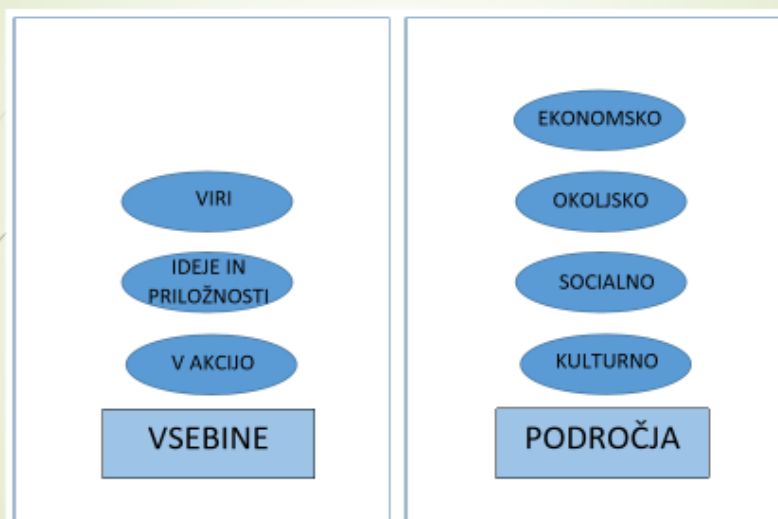 VIRI
IDEJE IN
PRILOŽNOSTI
V AKCIJO
VSEBINE
EKONOMSKO
OKOLJSKO
SOCIALNO
KULTURNO
PODROČJA